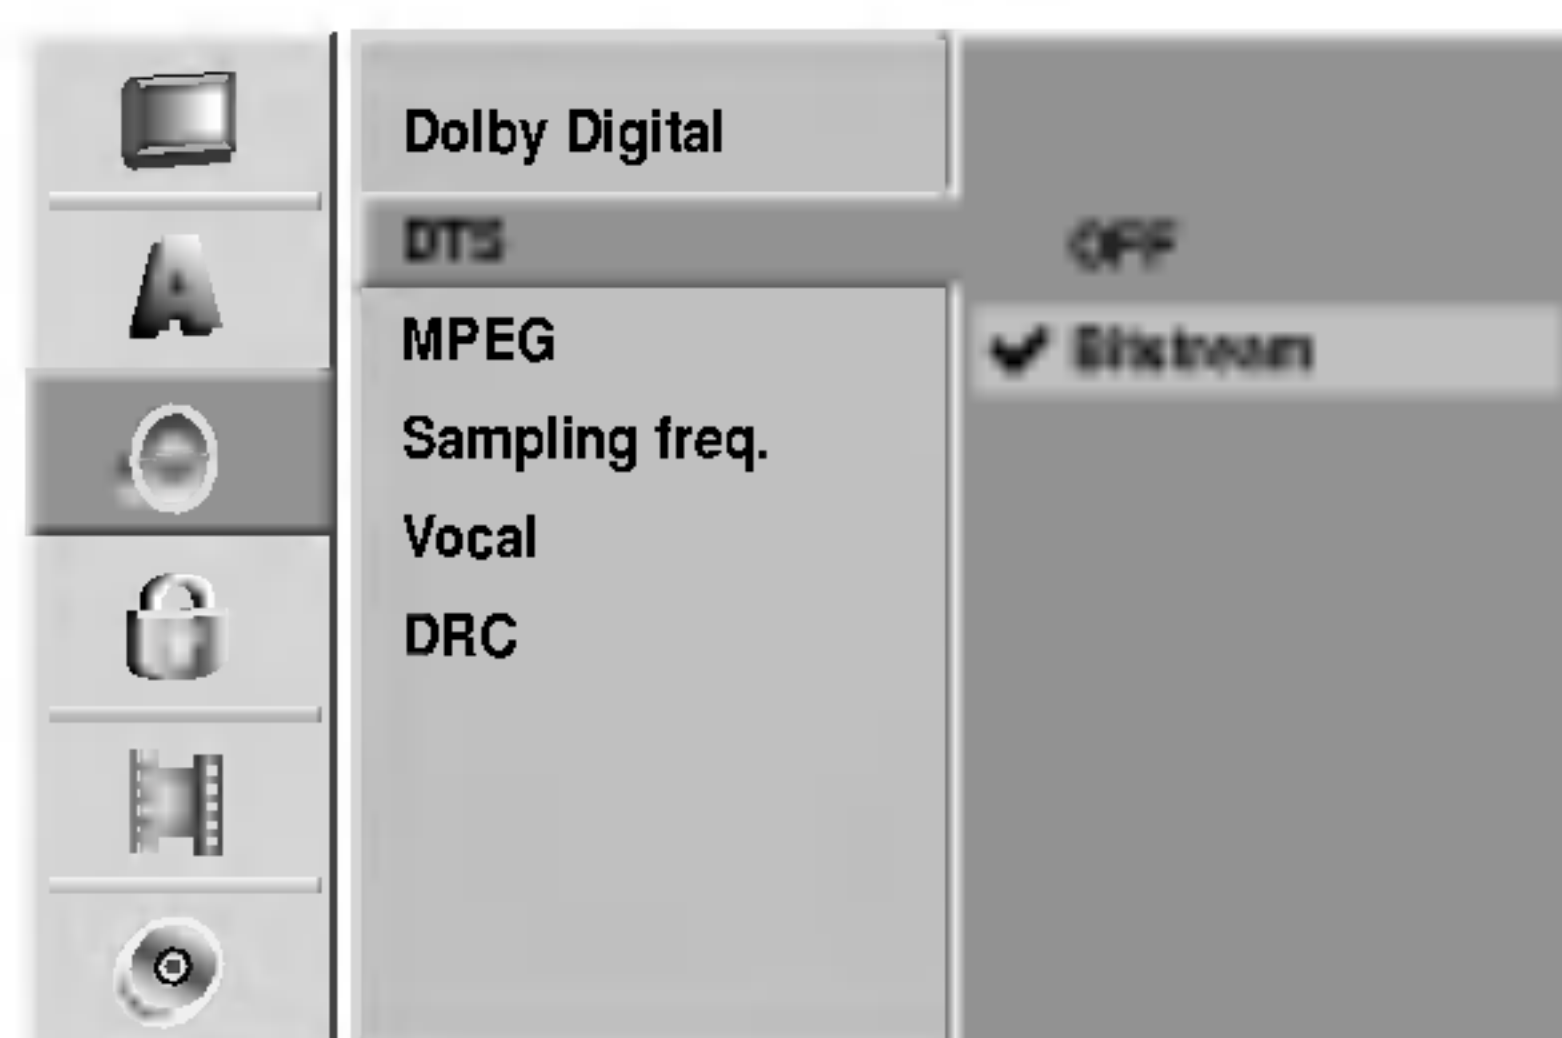 Dolby Digital
DTS
OFF
MPEG
Bitstream
Sampling freq.
Vocal
DRC